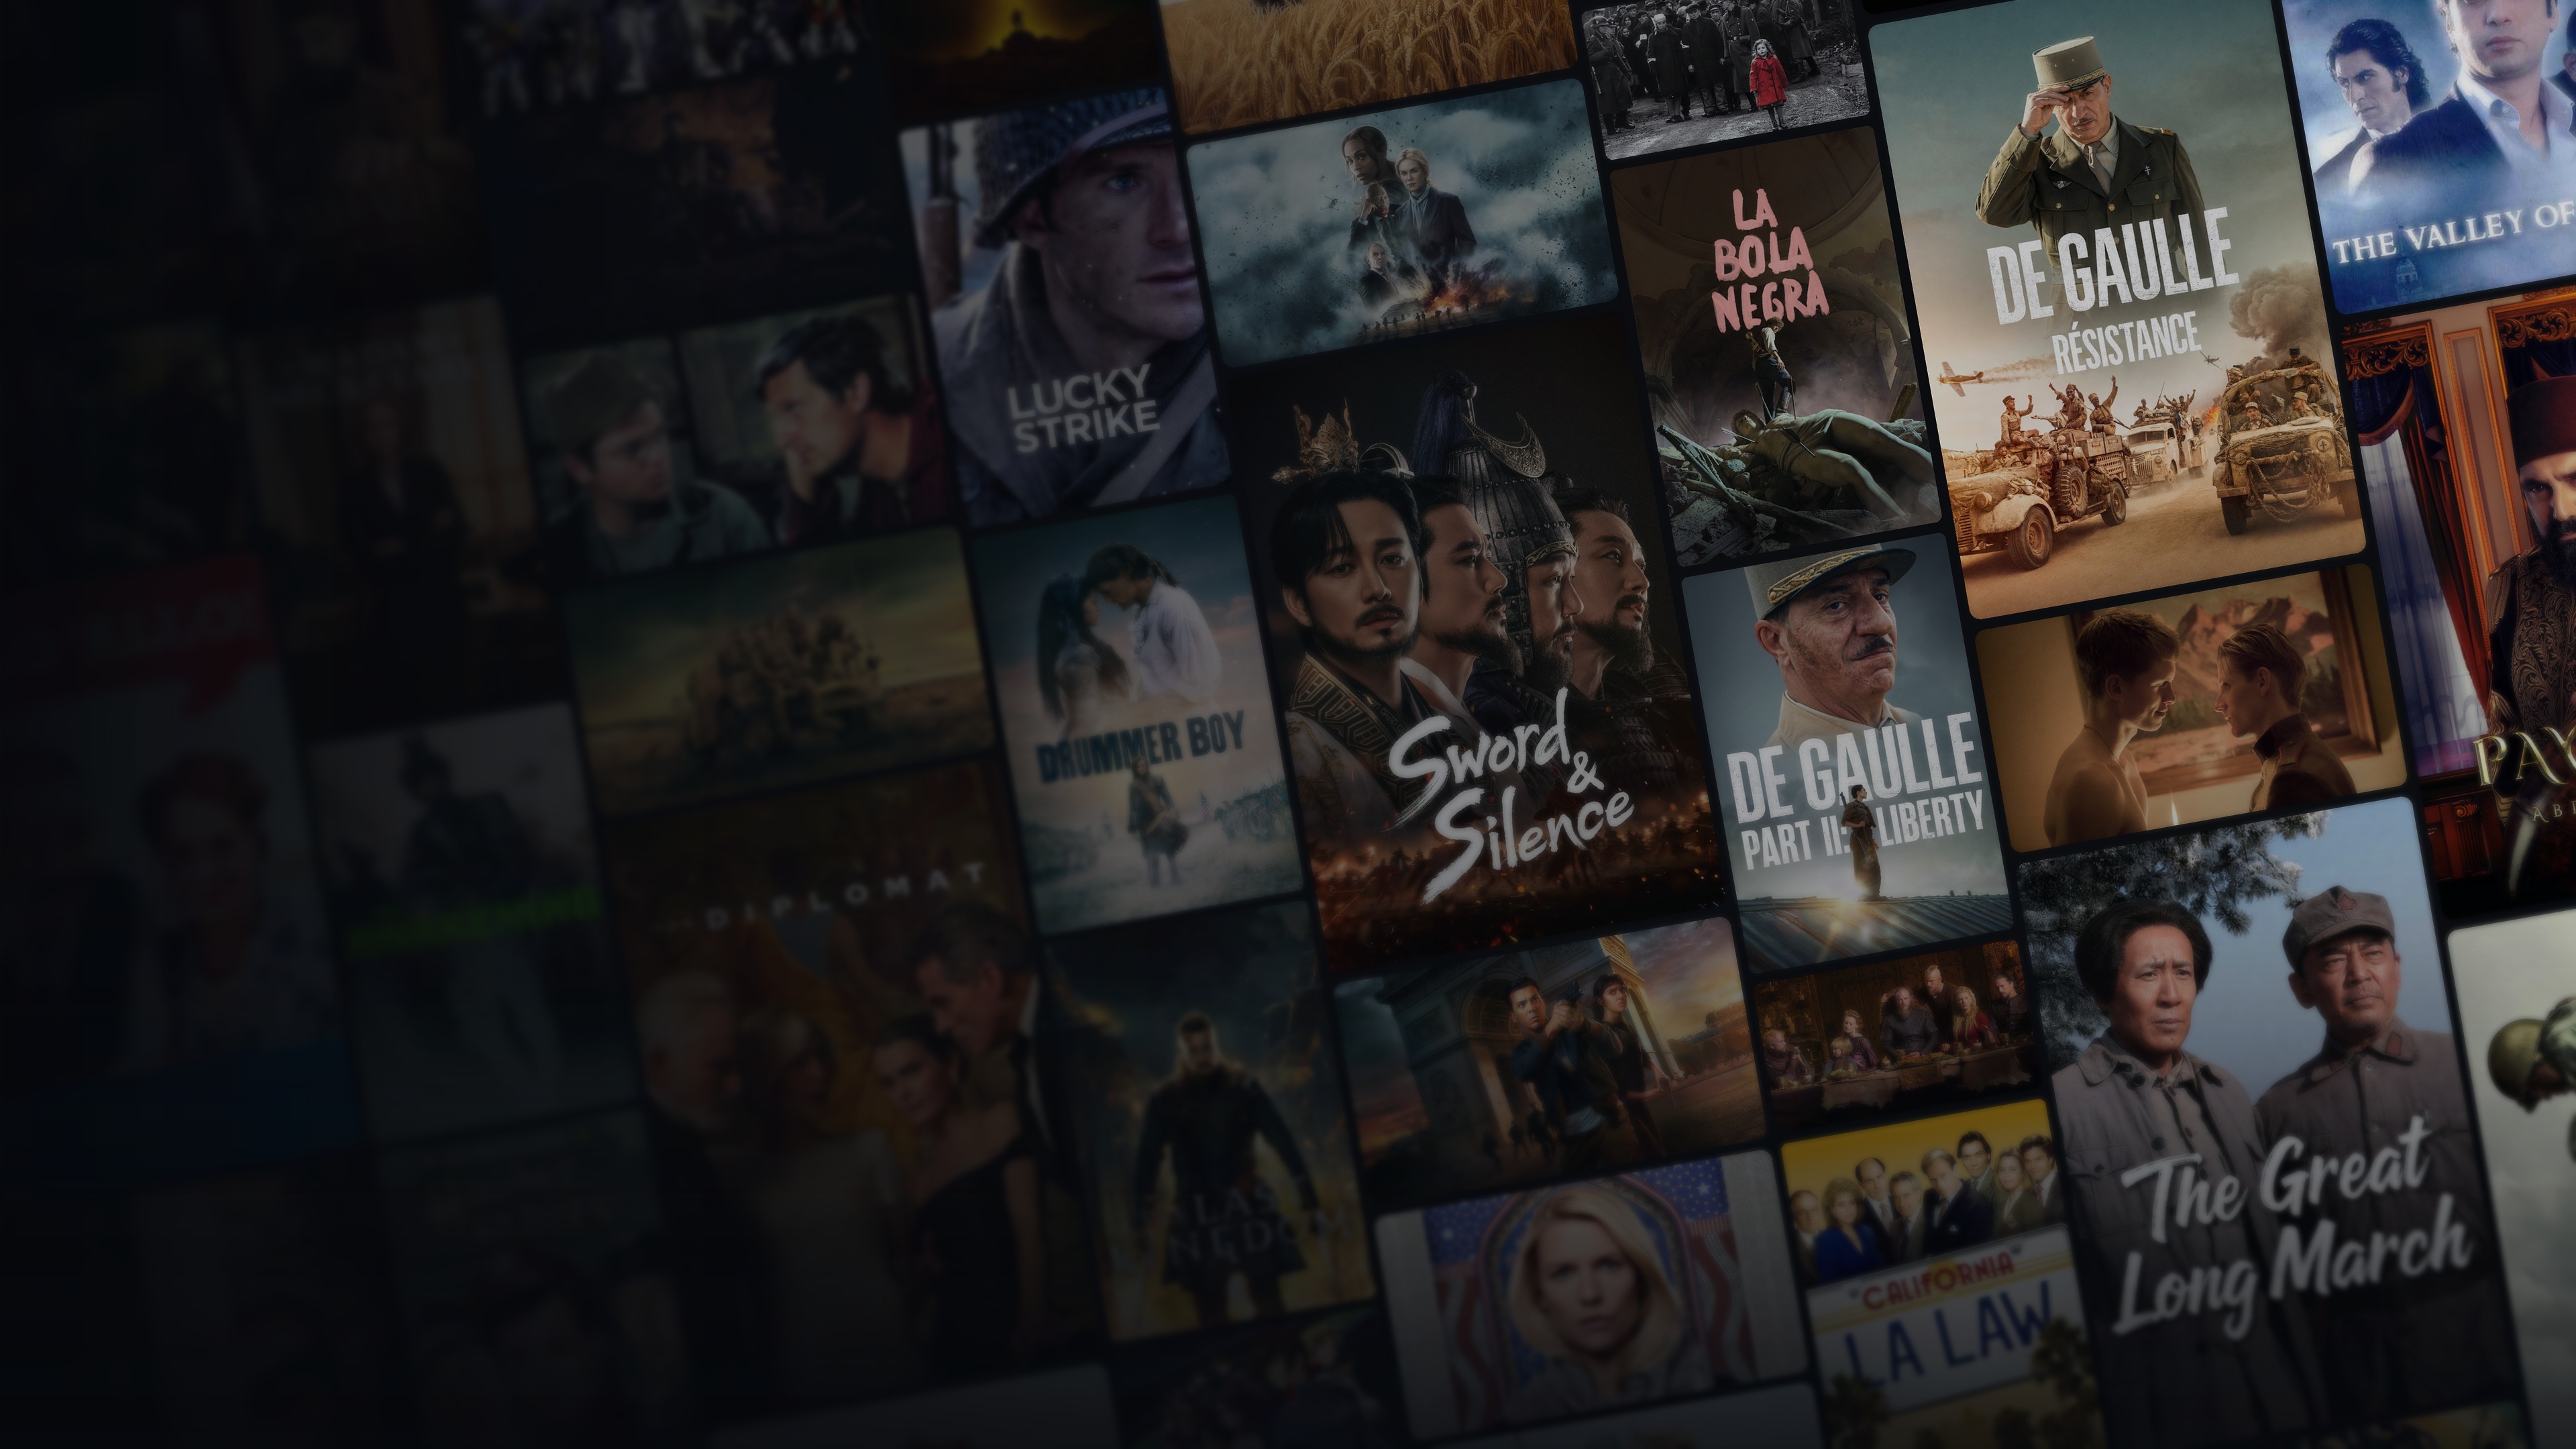 LUCKY
STRIKE
LA
BOLA
NEGRA
DE GAULLE
RÉSISTANCE
THE VALLEY OF
DRUMMER BOY
Sword
&
Silence
DE GAULLE
PART II: LIBERTY
DIPLOMAT
LAS
The Great
Long March
CALIFORNIA
LA LAW